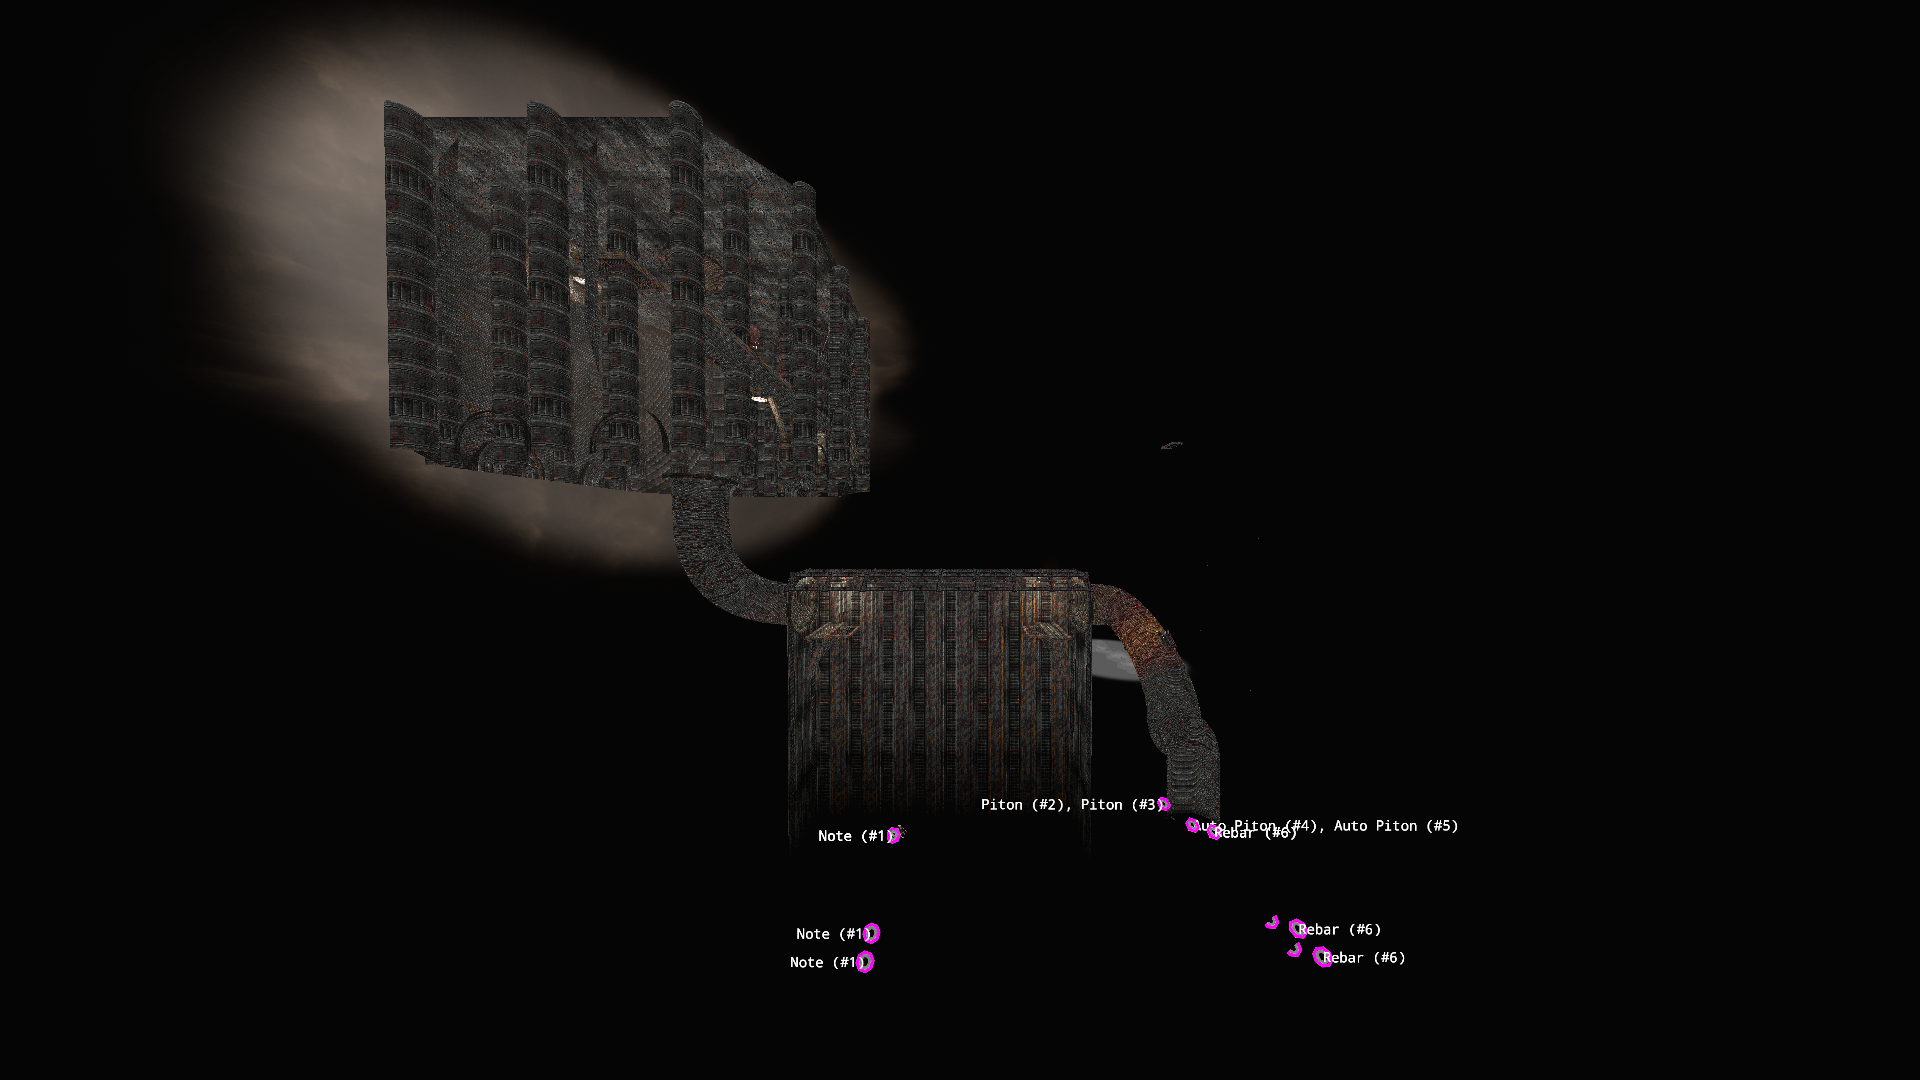 Piton (#2), Piton (#3)
Auto Piton (#4), Auto Piton (#5)
Rebar (#6)
Note (#1)
Rebar (#6)
Note (#1)
Rebar (#6)
Note (#1)